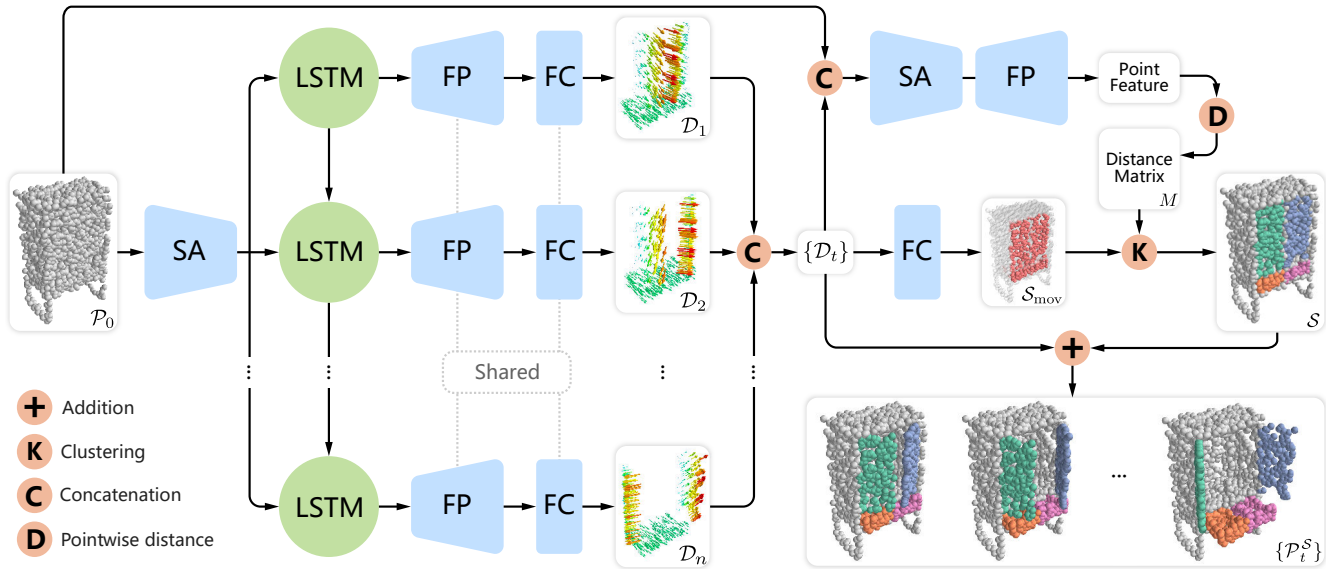 LSTM FP FC 𝒟₁
C SA FP Point Feature
D
Distance Matrix M
𝒫₀ SA LSTM FP FC 𝒟₂
C {𝒟ₜ} FC 𝒮mov K 𝒮
... ... Shared ... ...
+
LSTM FP FC 𝒟ₙ
... {𝒫ₜ^𝒮}
+ Addition
K Clustering
C Concatenation
D Pointwise distance